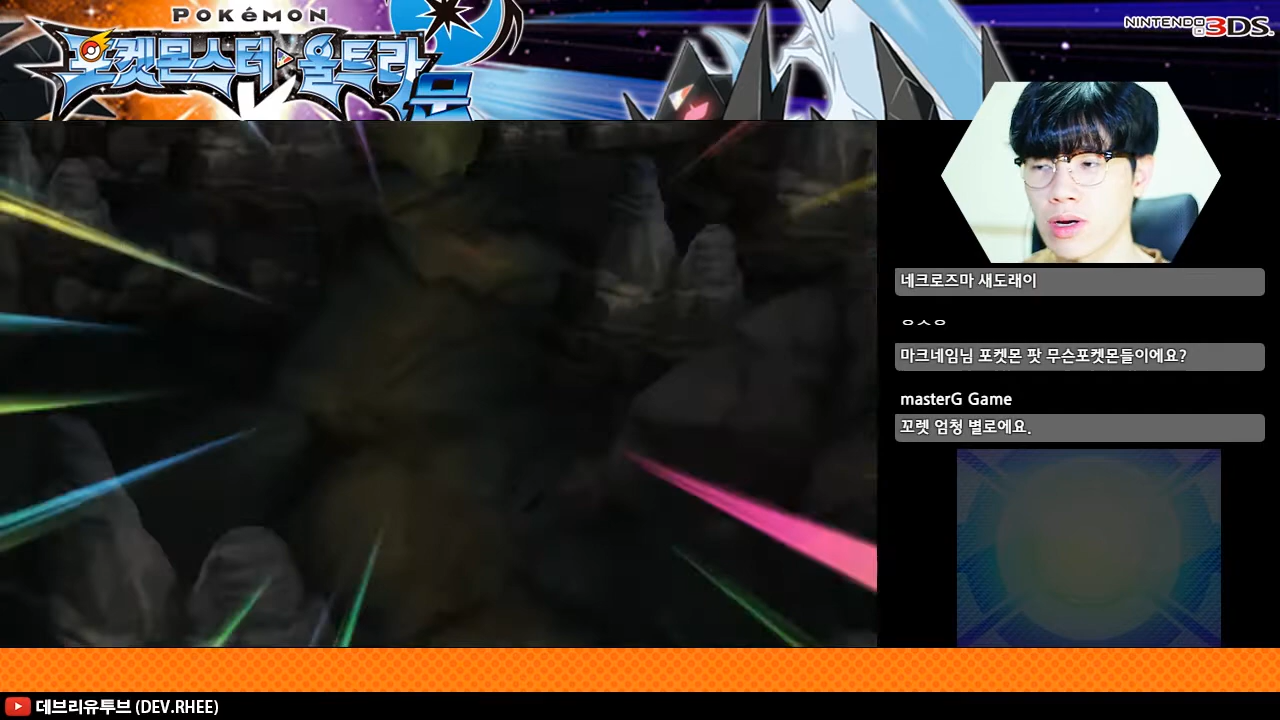 POKéMON
포켓몬스터 울트라
문
NINTENDO 3DS
네크로즈마 새도래이
마크네임님 포켓몬 팟 무슨포켓몬들이에요?
masterG Game
꼬렛 엄청 별로에요.
데브리유투브 (DEV.RHEE)